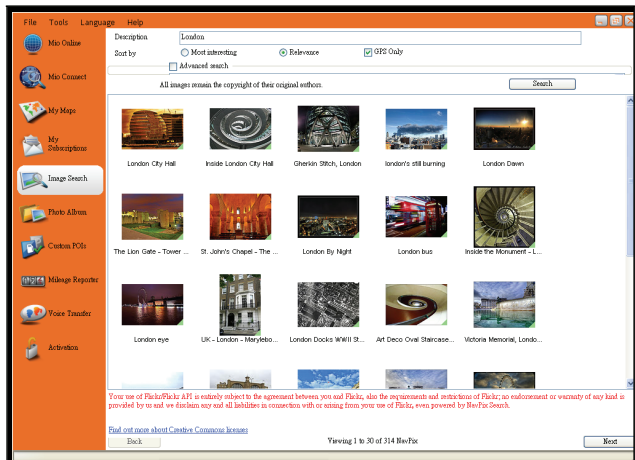 File Tools Language Help
Mio Online
Mio Connect
My Maps
My
Subscriptions
Image Search
Photo Album
Custom POIs
Mileage Reporter
Voice Transfer
Activation
Description London
Sort by Most interesting Relevance GPS Only
Advanced search
All images remain the copyright of their original authors. Search
London City Hall Inside London City Hall Gherkin Stitch, London london's still burning London Dawn
The Lion Gate - Tower ... St. John's Chapel - The ... London By Night London bus Inside the Monument - L...
London eye UK - London - Marylebo... London Docks WWII St... Art Deco Oval Staircase... Victoria Memorial, Londo...
Your use of Flickr/Flickr API is entirely subject to the agreement between you and Flickr, also the requirements and restrictions of Flickr; no endorsement or warranty of any kind is
provided by us and we disclaim any and all liabilities in connection with or arising from your use of Flickr, even powered by NavPix Search.
Find out more about Creative Commons licenses
Back Viewing 1 to 30 of 314 NavPix Next